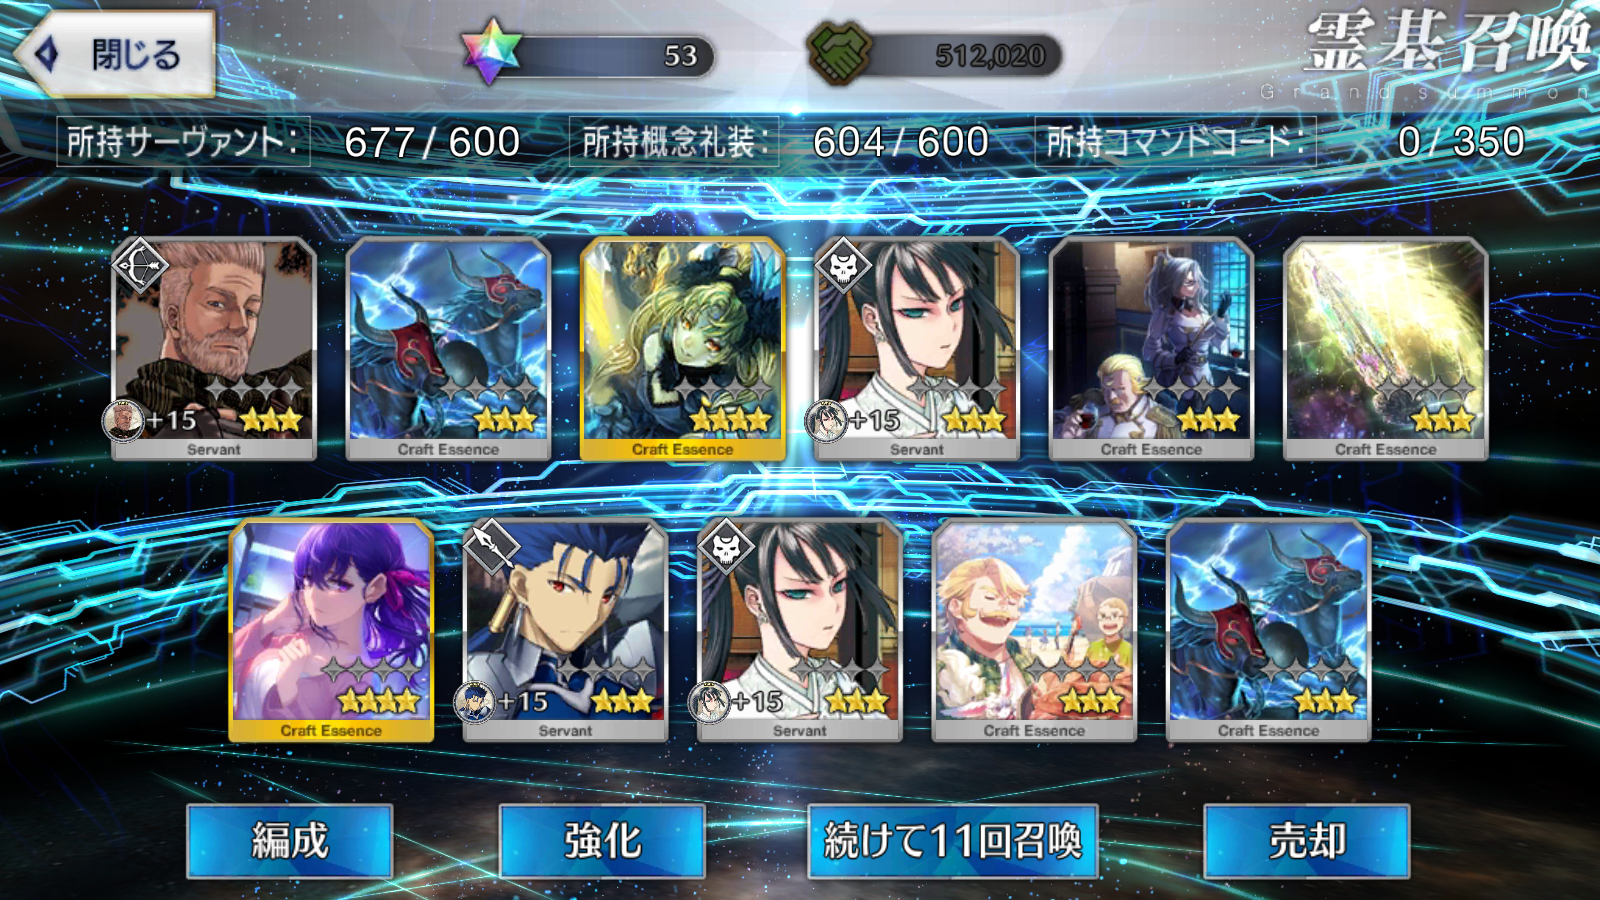 閉じる
53
512,020
霊基召喚
Grand summon
所持サーヴァント: 677/600
所持概念礼装: 604/600
所持コマンドコード: 0/350
+15
+15
Servant
Craft Essence
Craft Essence
Servant
Craft Essence
Craft Essence
+15
+15
Craft Essence
Servant
Servant
Craft Essence
Craft Essence
編成
強化
続けて11回召喚
売却